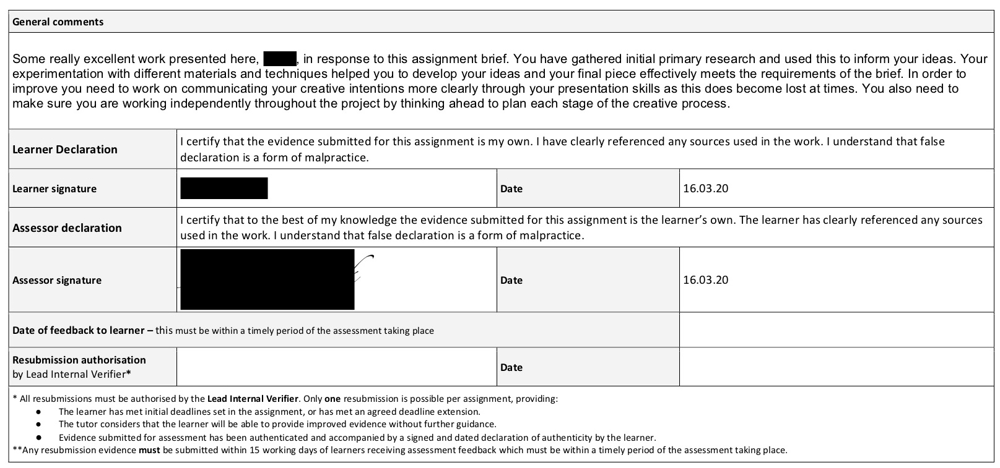 General comments
Some really excellent work presented here, , in response to this assignment brief. You have gathered initial primary research and used this to inform your ideas. Your
experimentation with different materials and techniques helped you to develop your ideas and your final piece effectively meets the requirements of the brief. In order to
improve you need to work on communicating your creative intentions more clearly through your presentation skills as this does become lost at times. You also need to
make sure you are working independently throughout the project by thinking ahead to plan each stage of the creative process.
Learner Declaration
I certify that the evidence submitted for this assignment is my own. I have clearly referenced any sources used in the work. I understand that false
declaration is a form of malpractice.
Learner signature
Date
16.03.20
Assessor declaration
I certify that to the best of my knowledge the evidence submitted for this assignment is the learner’s own. The learner has clearly referenced any sources
used in the work. I understand that false declaration is a form of malpractice.
Assessor signature
Date
16.03.20
Date of feedback to learner – this must be within a timely period of the assessment taking place
Resubmission authorisation
by Lead Internal Verifier*
Date
* All resubmissions must be authorised by the Lead Internal Verifier. Only one resubmission is possible per assignment, providing:
● The learner has met initial deadlines set in the assignment, or has met an agreed deadline extension.
● The tutor considers that the learner will be able to provide improved evidence without further guidance.
● Evidence submitted for assessment has been authenticated and accompanied by a signed and dated declaration of authenticity by the learner.
**Any resubmission evidence must be submitted within 15 working days of learners receiving assessment feedback which must be within a timely period of the assessment taking place.